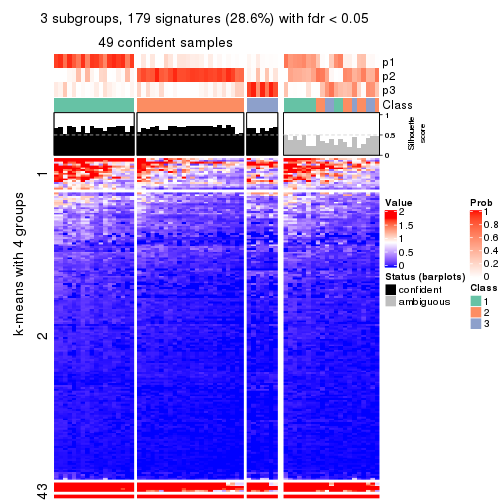 3 subgroups, 179 signatures (28.6%) with fdr < 0.05
49 confident samples
p1
p2
p3
Class
1
0.5
0
Silhouette
score
k-means with 4 groups
1
2
43
Value
2
1.5
1
0.5
0
Status (barplots)
confident
ambiguous
Prob
1
0.8
0.6
0.4
0.2
0
Class
1
2
3